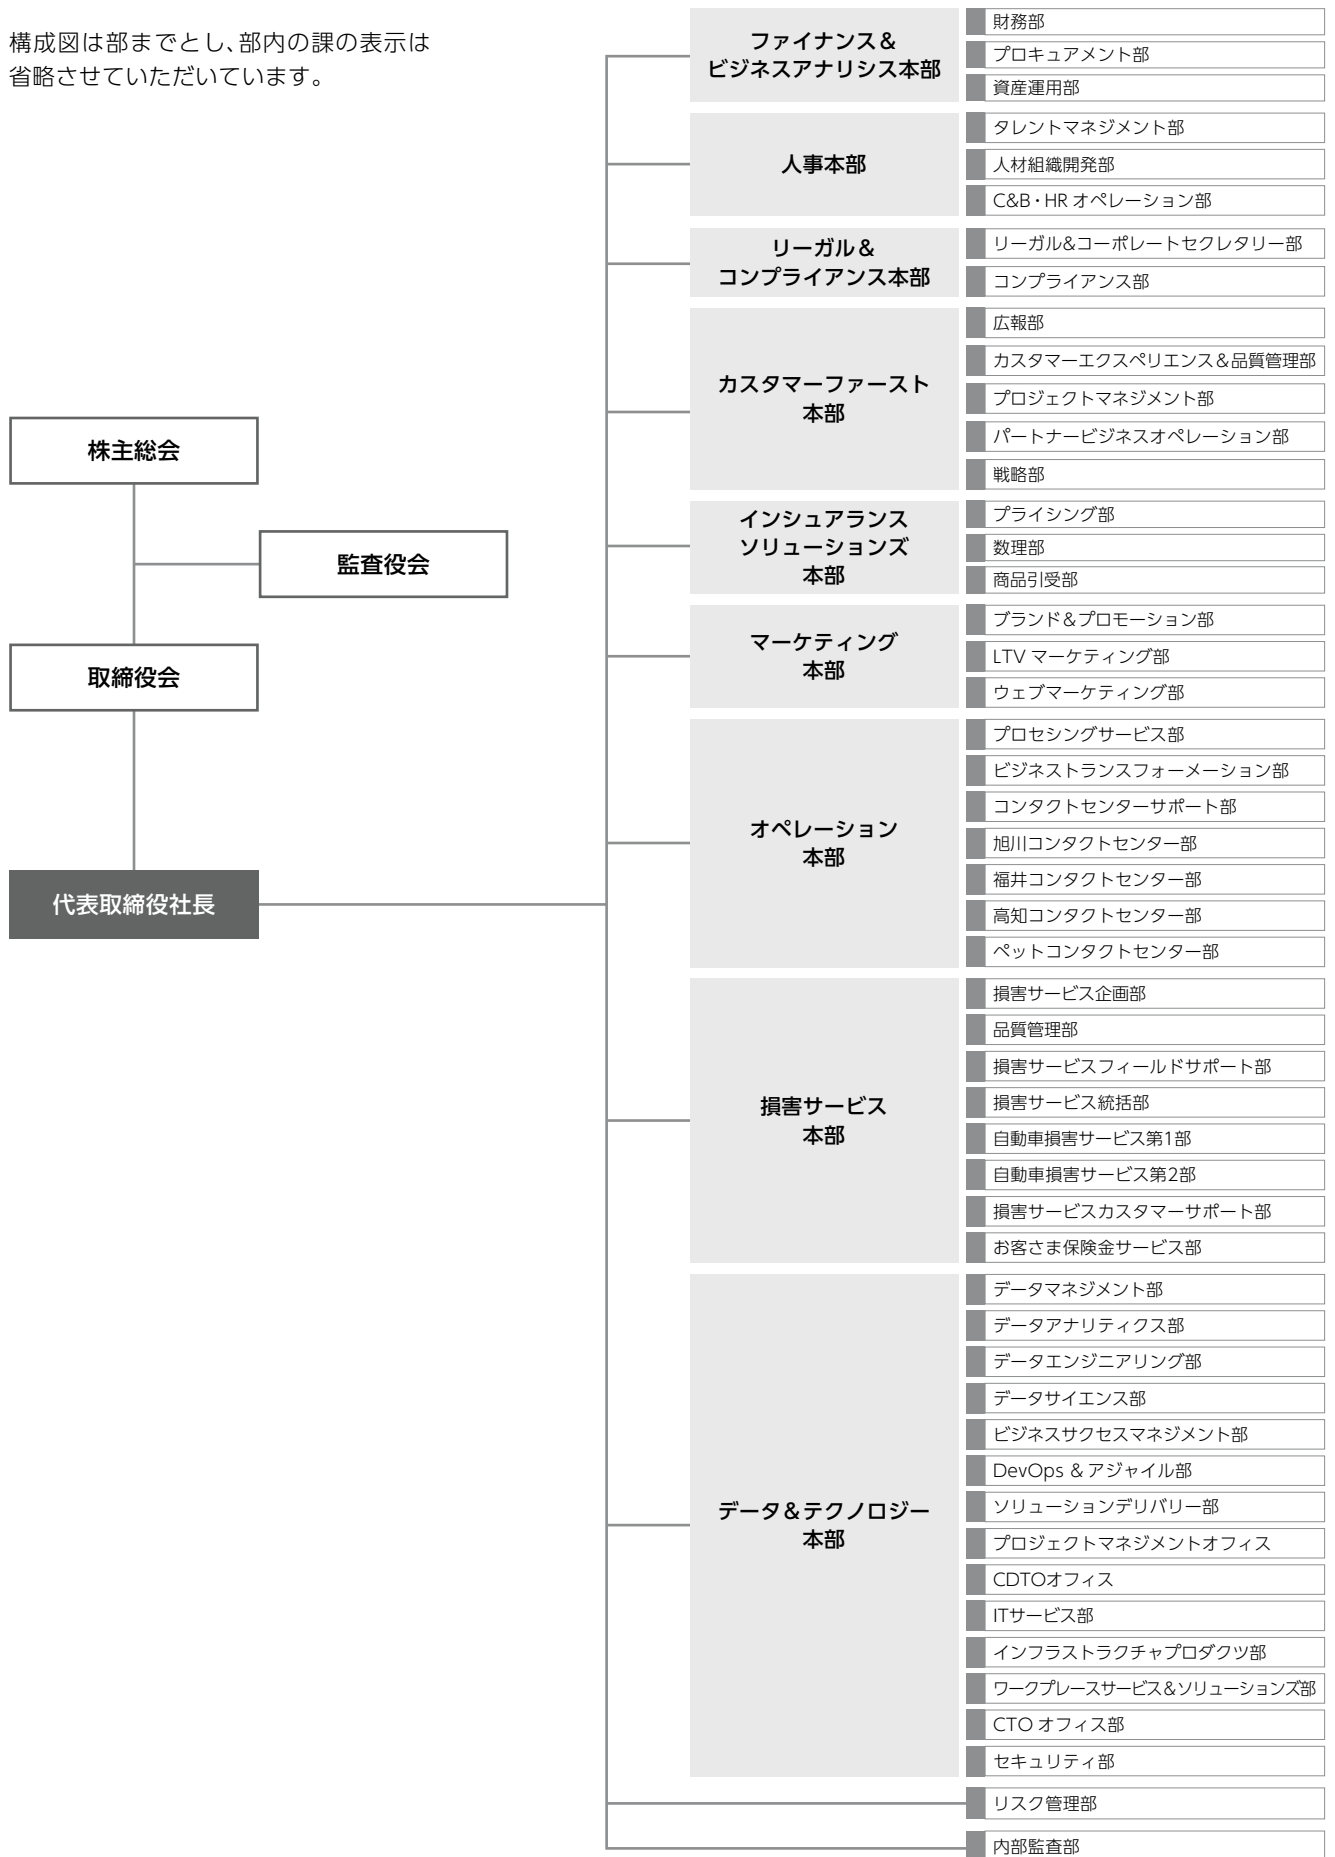 構成図は部までとし、部内の課の表示は
省略させていただいています。
株主総会
監査役会
取締役会
代表取締役社長
ファイナンス＆
ビジネスアナリシス本部
財務部
プロキュアメント部
資産運用部
人事本部
タレントマネジメント部
人材組織開発部
C&B・HR オペレーション部
リーガル＆
コンプライアンス本部
リーガル&コーポレートセクレタリー部
コンプライアンス部
カスタマーファースト
本部
広報部
カスタマーエクスペリエンス＆品質管理部
プロジェクトマネジメント部
パートナービジネスオペレーション部
戦略部
インシュアランス
ソリューションズ
本部
プライシング部
数理部
商品引受部
マーケティング
本部
ブランド＆プロモーション部
LTV マーケティング部
ウェブマーケティング部
オペレーション
本部
プロセシングサービス部
ビジネストランスフォーメーション部
コンタクトセンターサポート部
旭川コンタクトセンター部
福井コンタクトセンター部
高知コンタクトセンター部
ペットコンタクトセンター部
損害サービス
本部
損害サービス企画部
品質管理部
損害サービスフィールドサポート部
損害サービス統括部
自動車損害サービス第1部
自動車損害サービス第2部
損害サービスカスタマーサポート部
お客さま保険金サービス部
データ＆テクノロジー
本部
データマネジメント部
データアナリティクス部
データエンジニアリング部
データサイエンス部
ビジネスサクセスマネジメント部
DevOps & アジャイル部
ソリューションデリバリー部
プロジェクトマネジメントオフィス
CDTOオフィス
ITサービス部
インフラストラクチャプロダクツ部
ワークプレースサービス＆ソリューションズ部
CTO オフィス部
セキュリティ部
リスク管理部
内部監査部